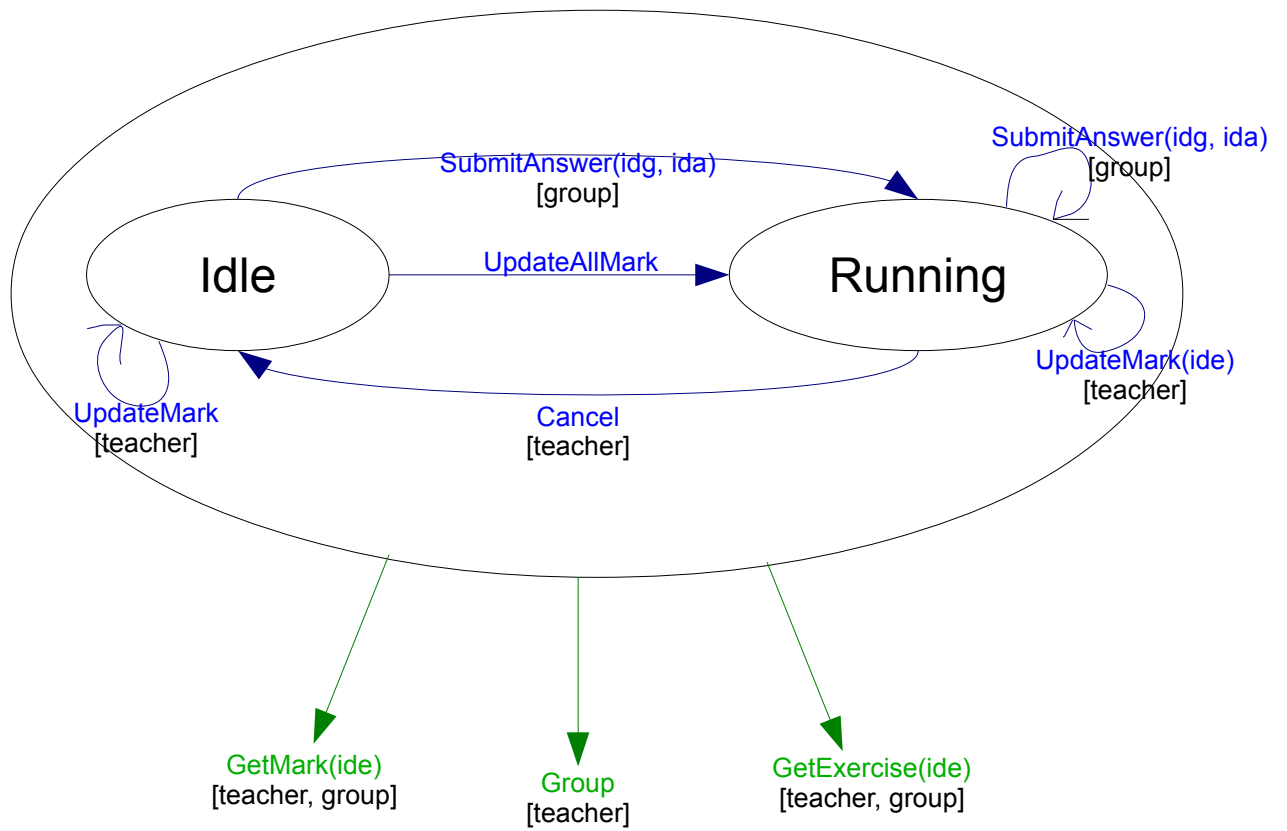 SubmitAnswer(idg, ida)
[group]
SubmitAnswer(idg, ida)
[group]
Idle
UpdateAllMark
Running
UpdateMark(ide)
[teacher]
UpdateMark
[teacher]
Cancel
[teacher]
GetMark(ide)
[teacher, group]
Group
[teacher]
GetExercise(ide)
[teacher, group]